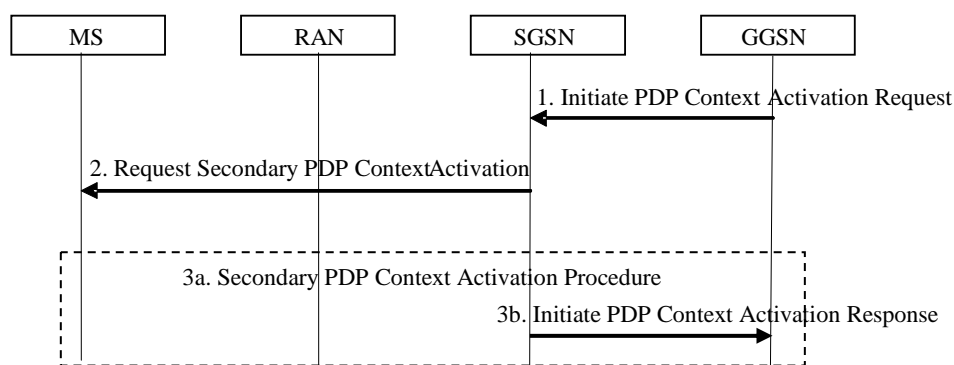 MS
RAN
SGSN
GGSN
1. Initiate PDP Context Activation Request
2. Request Secondary PDP ContextActivation
3a. Secondary PDP Context Activation Procedure
3b. Initiate PDP Context Activation Response